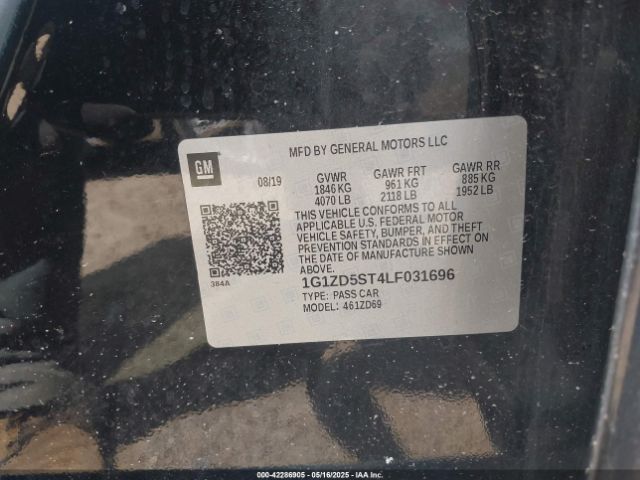 MFD BY GENERAL MOTORS LLC
GM
08/19
GVWR GAWR FRT GAWR RR
1846 KG 961 KG 885 KG
4070 LB 2118 LB 1952 LB
THIS VEHICLE CONFORMS TO ALL
APPLICABLE U.S. FEDERAL MOTOR
VEHICLE SAFETY, BUMPER, AND THEFT
PREVENTION STANDARDS IN EFFECT ON
THE DATE OF MANUFACTURE SHOWN
ABOVE.
384A
1G1ZD5ST4LF031696
TYPE: PASS CAR
MODEL: 461ZD69
000-42286905 - 05/16/2025 - IAA Inc.